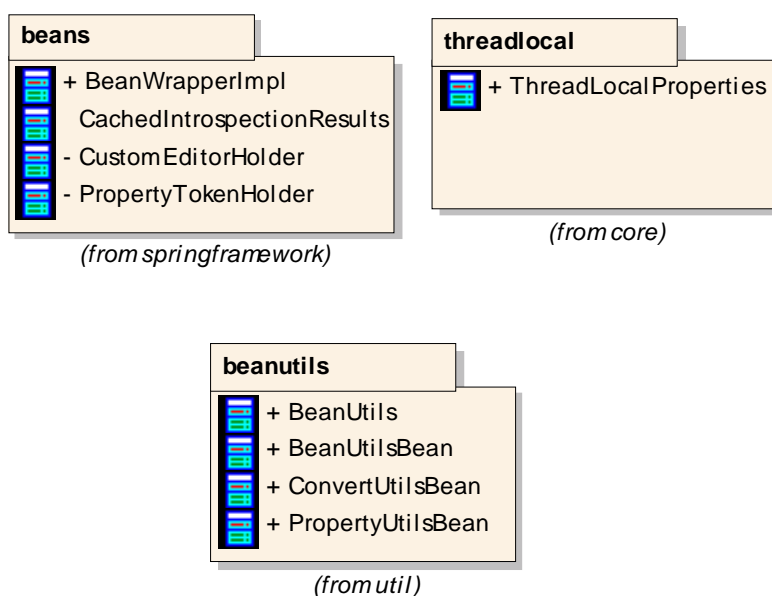 beans
+ BeanWrapperImpl
CachedIntrospectionResults
- CustomEditorHolder
- PropertyTokenHolder
(from springframework)
threadlocal
+ ThreadLocalProperties
(from core)
beanutils
+ BeanUtils
+ BeanUtilsBean
+ ConvertUtilsBean
+ PropertyUtilsBean
(from util)